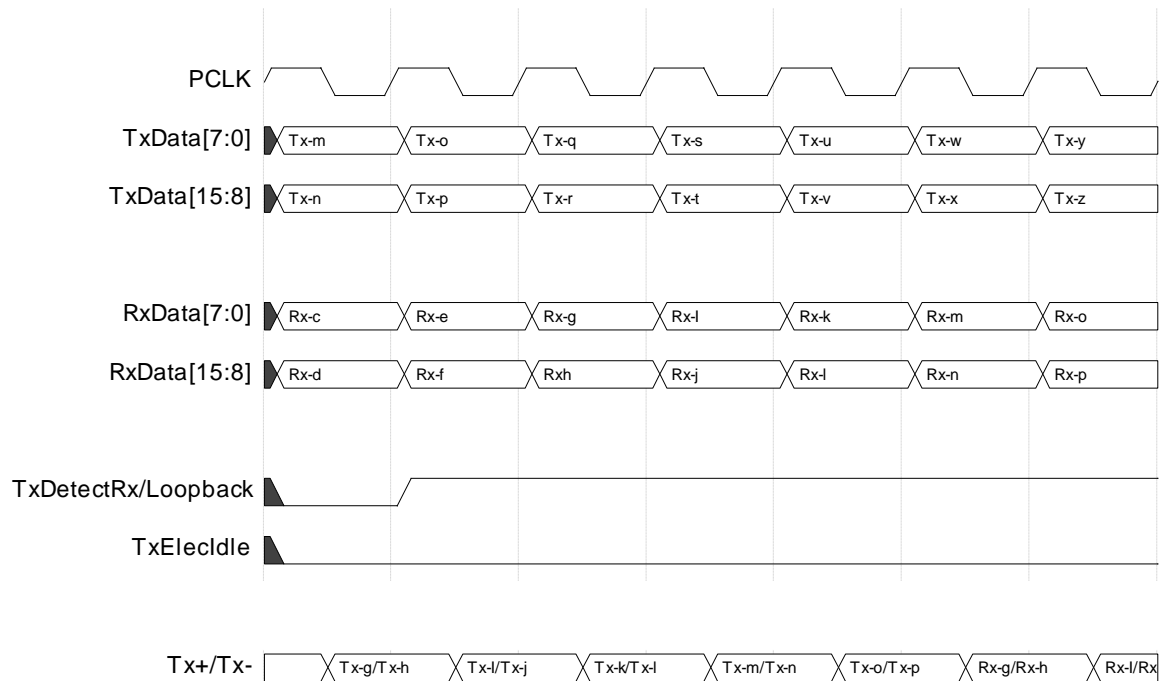 PCLK
TxData[7:0] Tx-m Tx-o Tx-q Tx-s Tx-u Tx-w Tx-y
TxData[15:8] Tx-n Tx-p Tx-r Tx-t Tx-v Tx-x Tx-z
RxData[7:0] Rx-c Rx-e Rx-g Rx-I Rx-k Rx-m Rx-o
RxData[15:8] Rx-d Rx-f Rxh Rx-j Rx-l Rx-n Rx-p
TxDetectRx/Loopback
TxElecIdle
Tx+/Tx- Tx-g/Tx-h Tx-I/Tx-j Tx-k/Tx-l Tx-m/Tx-n Tx-o/Tx-p Rx-g/Rx-h Rx-I/Rx